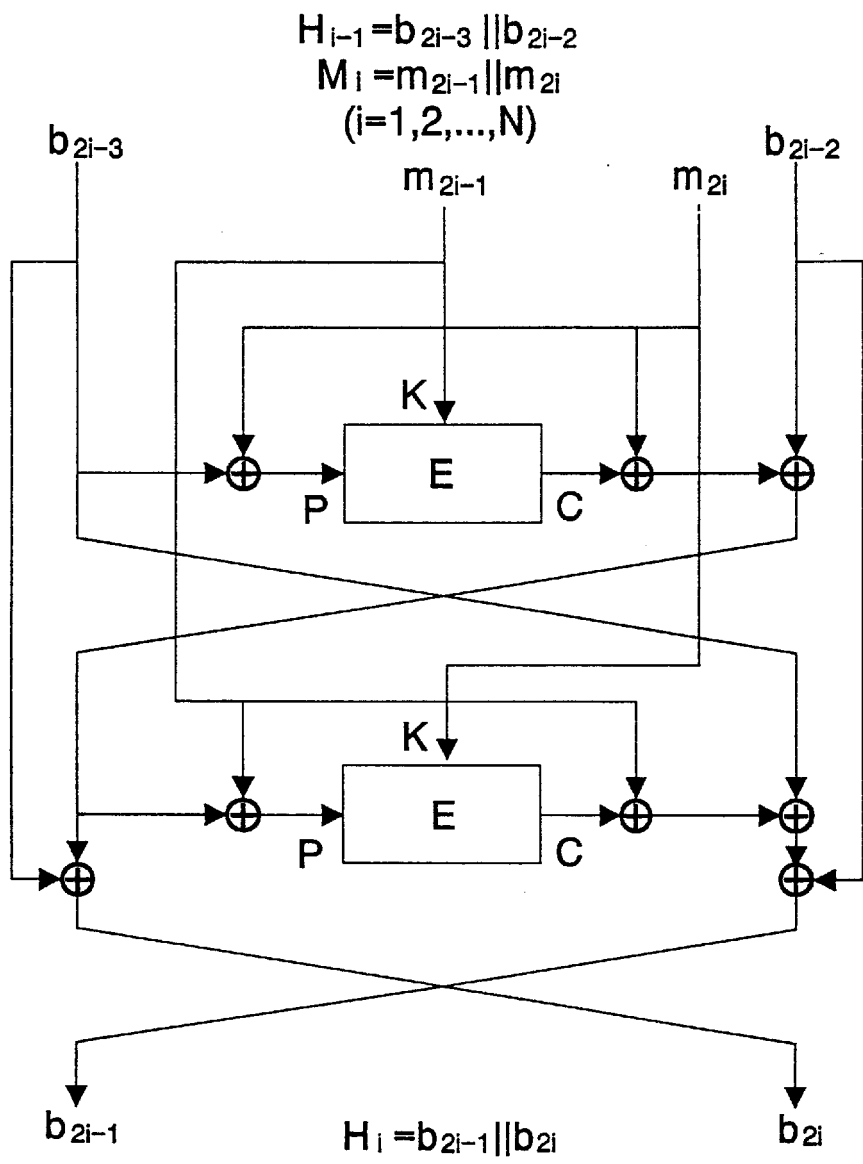 H i–1 =b 2i–3 ||b 2i–2
M i =m 2i–1 ||m 2i
(i=1,2,...,N)
b 2i–3
b 2i–2
m 2i–1
m 2i
K
E
P
C
K
E
P
C
b 2i–1
H i =b 2i–1 ||b 2i
b 2i